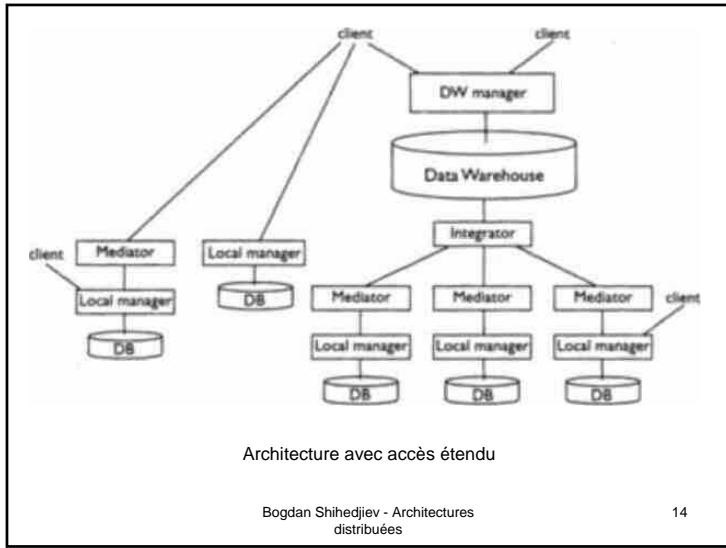 client
client
DW manager
Data Warehouse
Integrator
client
Mediator
Local manager
DB
Local manager
DB
Mediator
Mediator
Mediator
client
Local manager
Local manager
Local manager
DB
DB
DB
Architecture avec accès étendu
Bogdan Shihedjiev - Architectures
distribuées
14